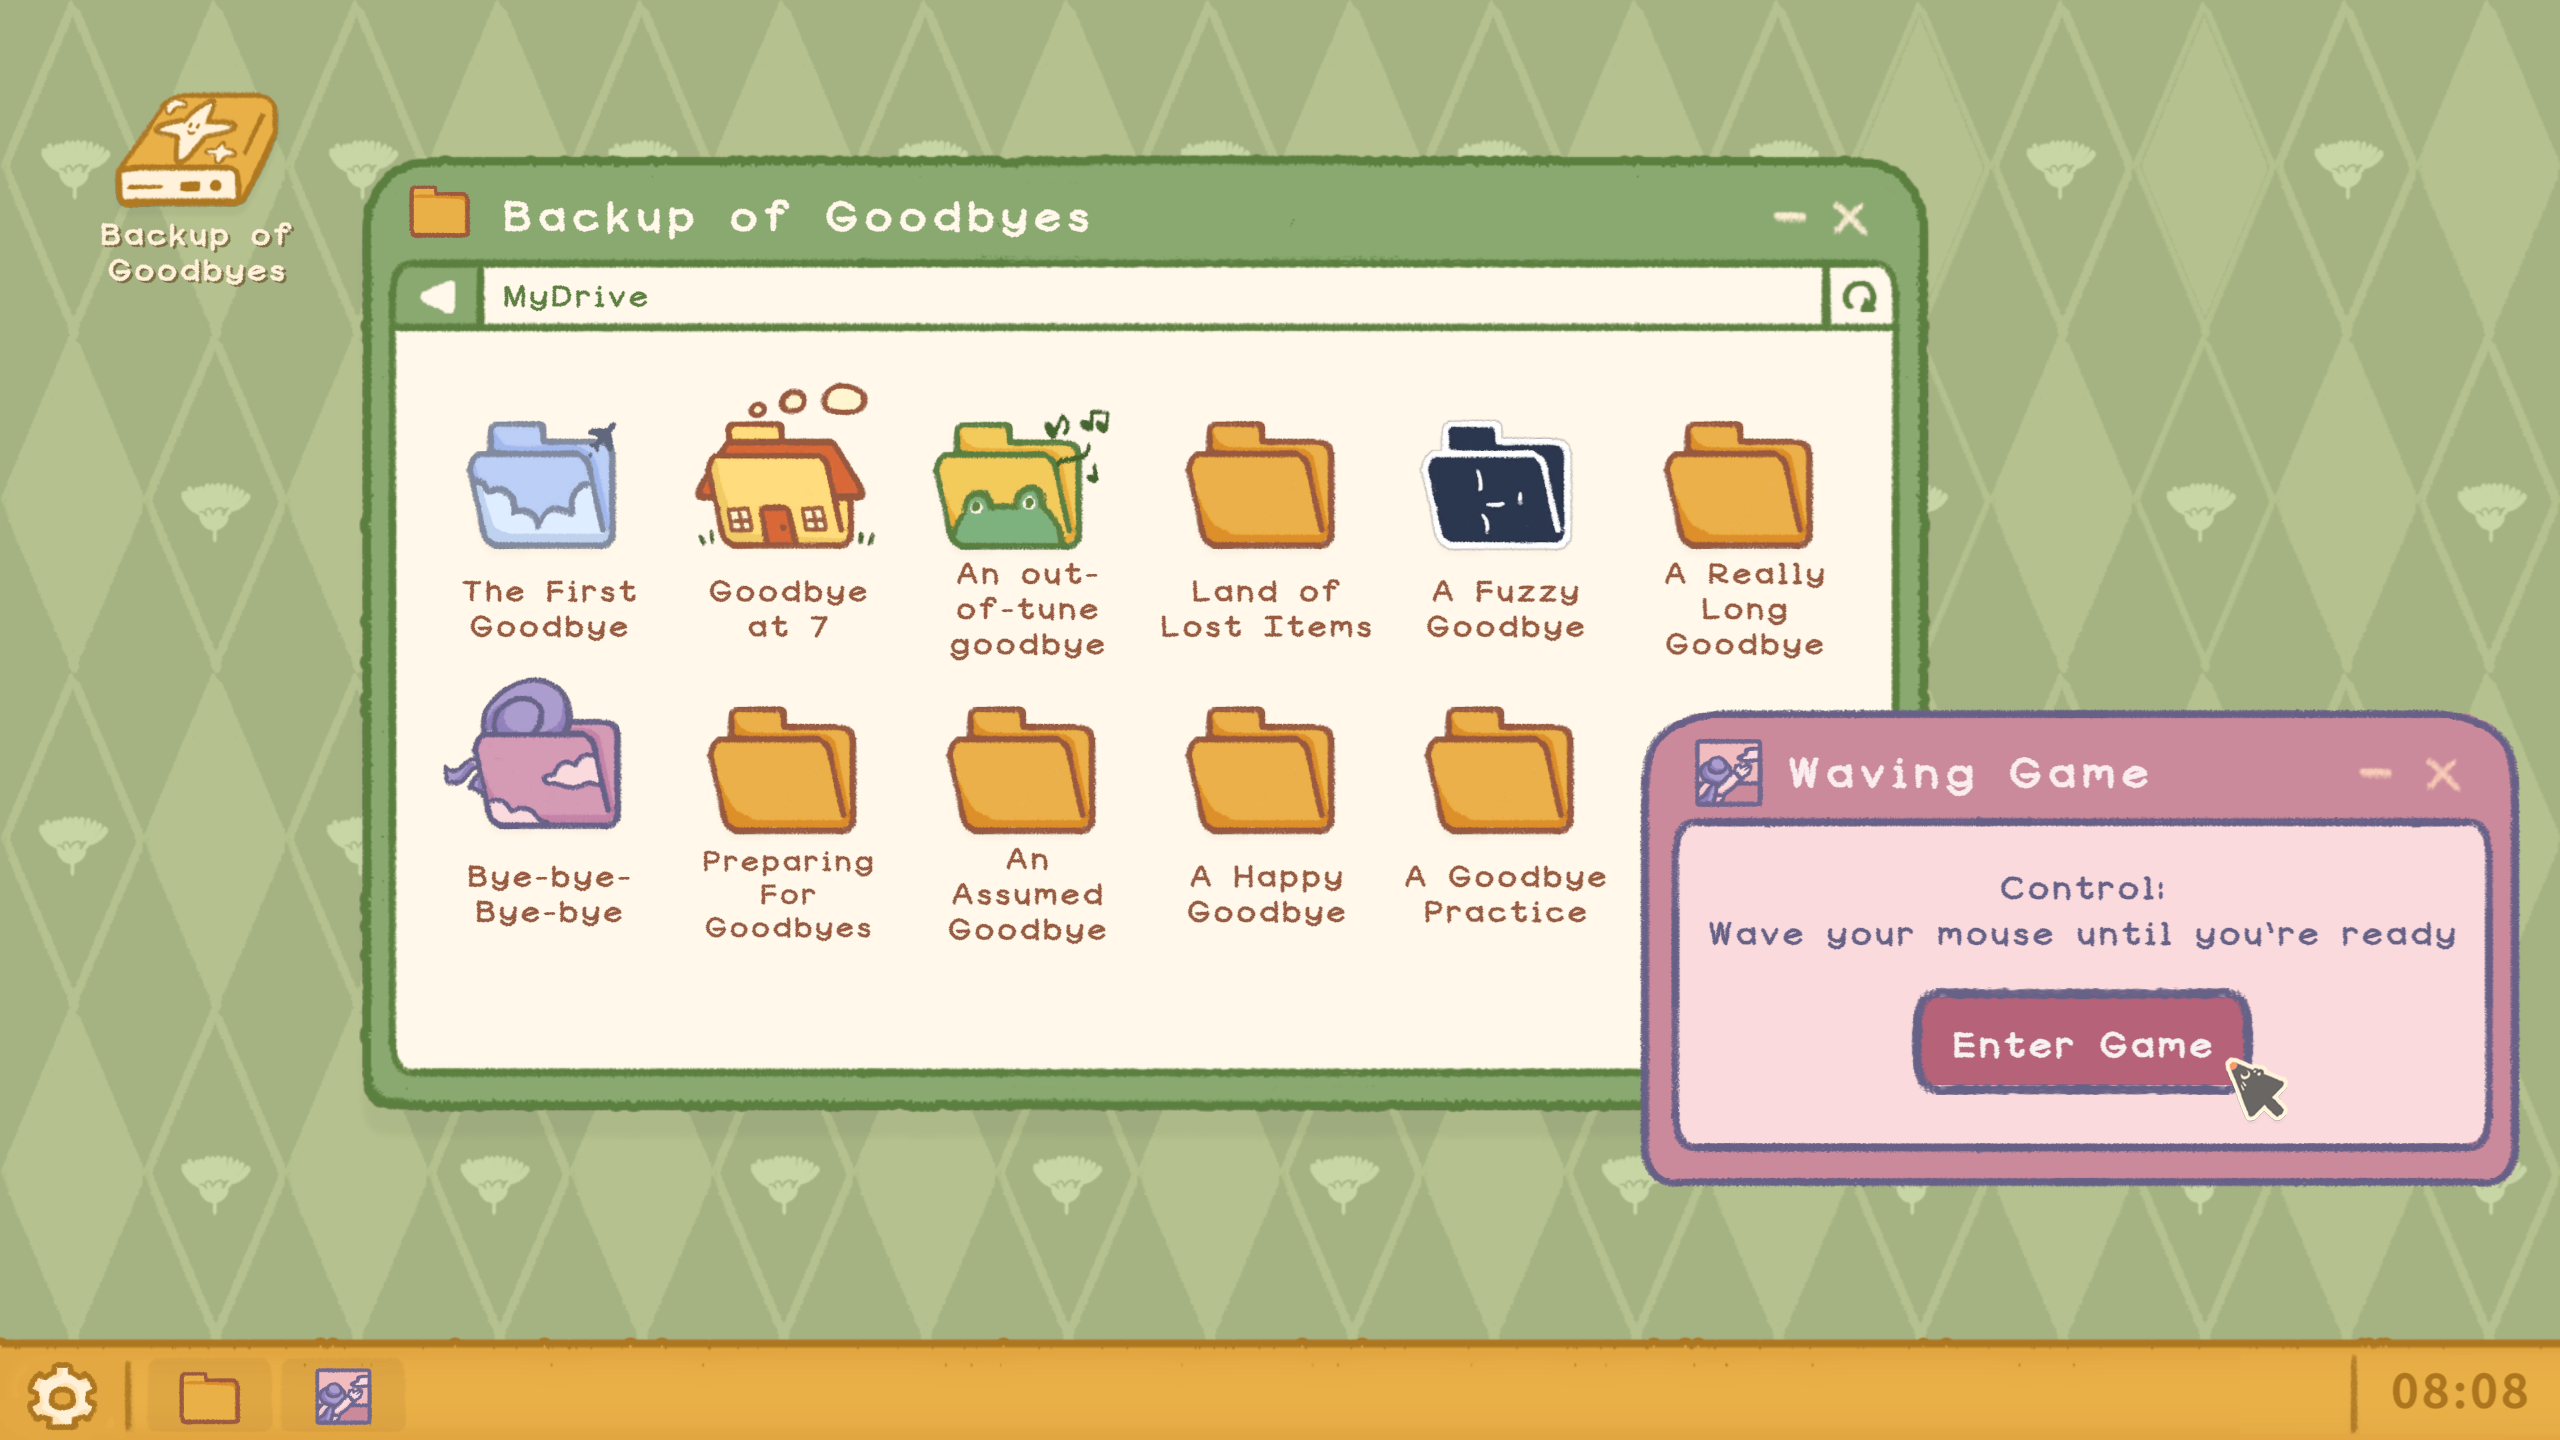 Backup of
Goodbyes
Backup of Goodbyes
MyDrive
The First
Goodbye
Goodbye
at 7
An out-
of-tune
goodbye
Land of
Lost Items
A Fuzzy
Goodbye
A Really
Long
Goodbye
Bye-bye-
Bye-bye
Preparing
For
Goodbyes
An
Assumed
Goodbye
A Happy
Goodbye
A Goodbye
Practice
Waving Game
Control:
Wave your mouse until you're ready
Enter Game
08:08